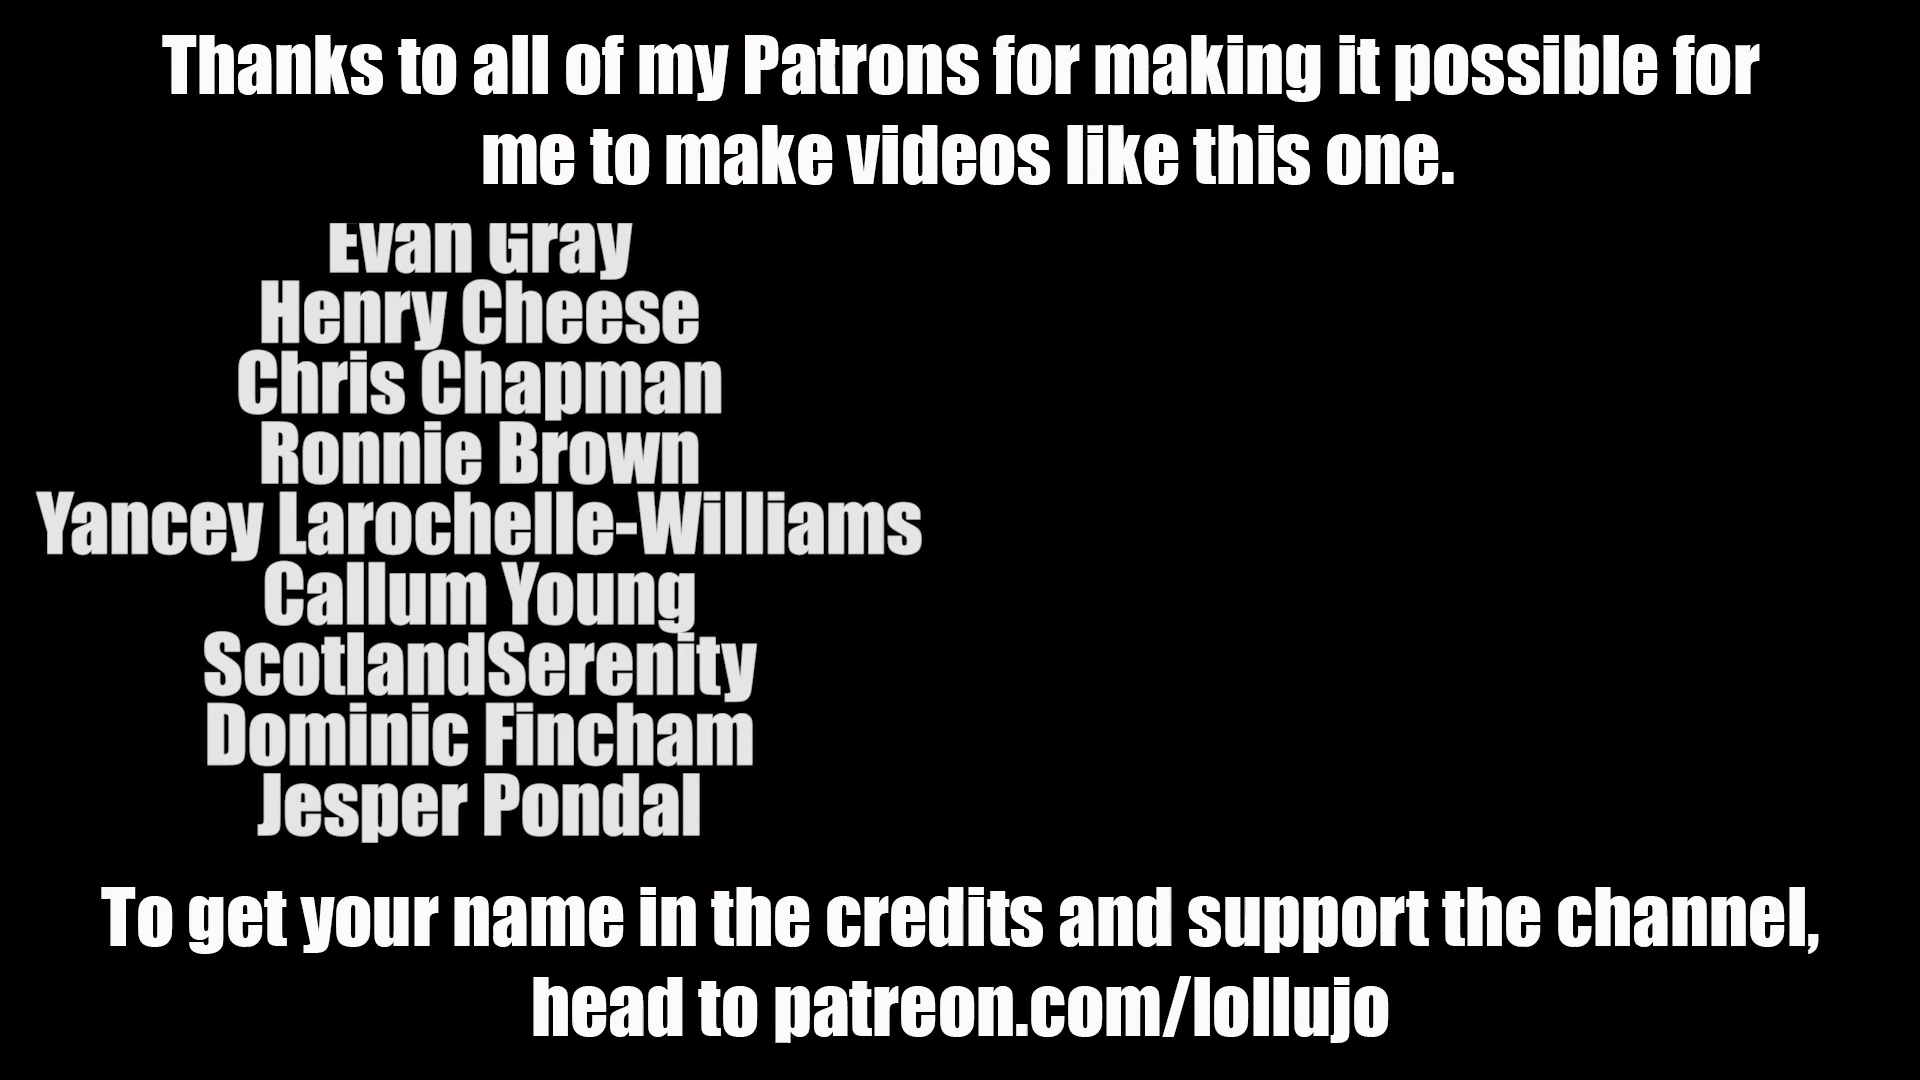 Thanks to all of my Patrons for making it possible for
me to make videos like this one.
Evan Gray
Henry Cheese
Chris Chapman
Ronnie Brown
Yancey Larochelle-Williams
Callum Young
ScotlandSerenity
Dominic Fincham
Jesper Pondal
To get your name in the credits and support the channel,
head to patreon.com/lollujo